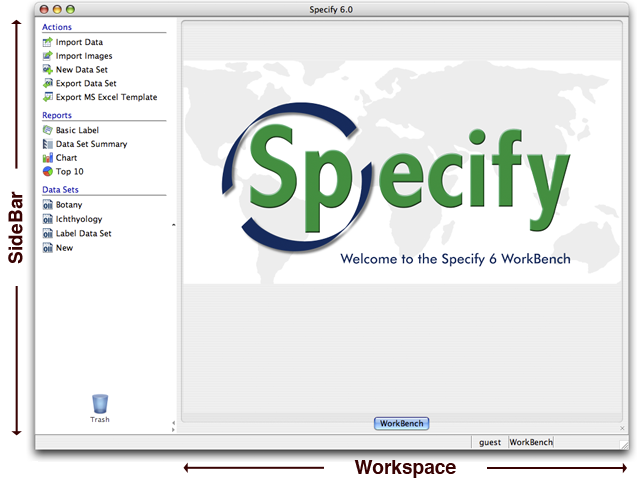 Specify 6.0
Actions
Import Data
Import Images
New Data Set
Export Data Set
Export MS Excel Template
Reports
Basic Label
Data Set Summary
Chart
Top 10
Data Sets
Botany
Ichthyology
Label Data Set
New
Trash
SideBar
Specify
Welcome to the Specify 6 WorkBench
WorkBench
guest WorkBench
Workspace